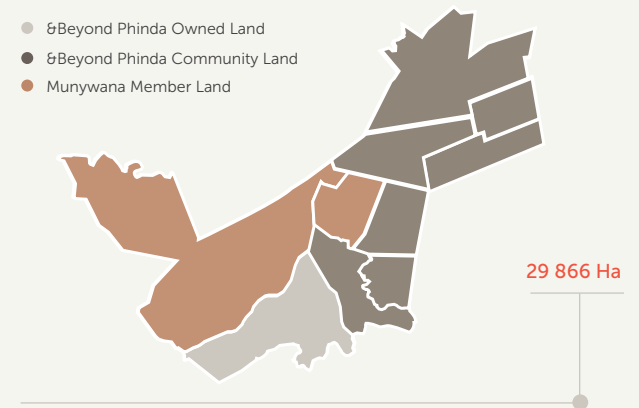 &Beyond Phinda Owned Land
&Beyond Phinda Community Land
Munywana Member Land
29 866 Ha